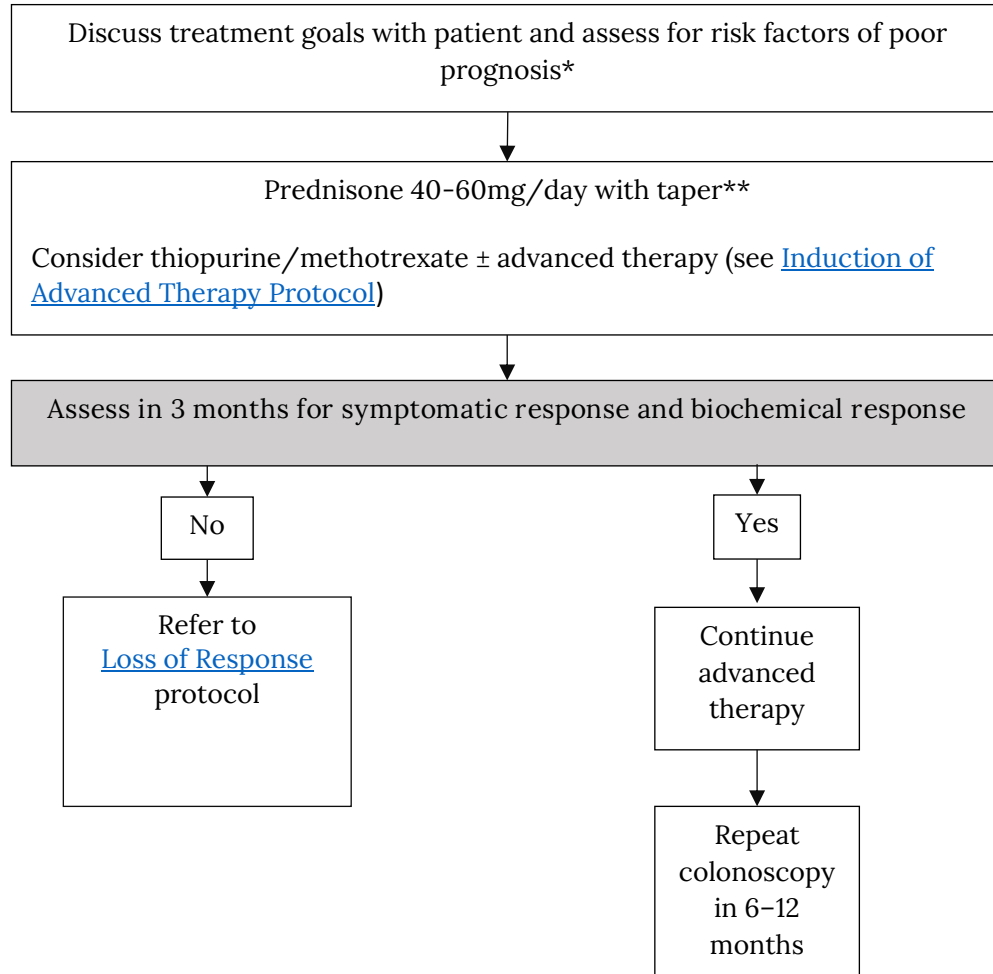 Discuss treatment goals with patient and assess for risk factors of poor
prognosis*
Prednisone 40-60mg/day with taper**
Consider thiopurine/methotrexate ± advanced therapy (see Induction of
Advanced Therapy Protocol)
Assess in 3 months for symptomatic response and biochemical response
No
Yes
Refer to
Loss of Response
protocol
Continue
advanced
therapy
Repeat
colonoscopy
in 6–12
months